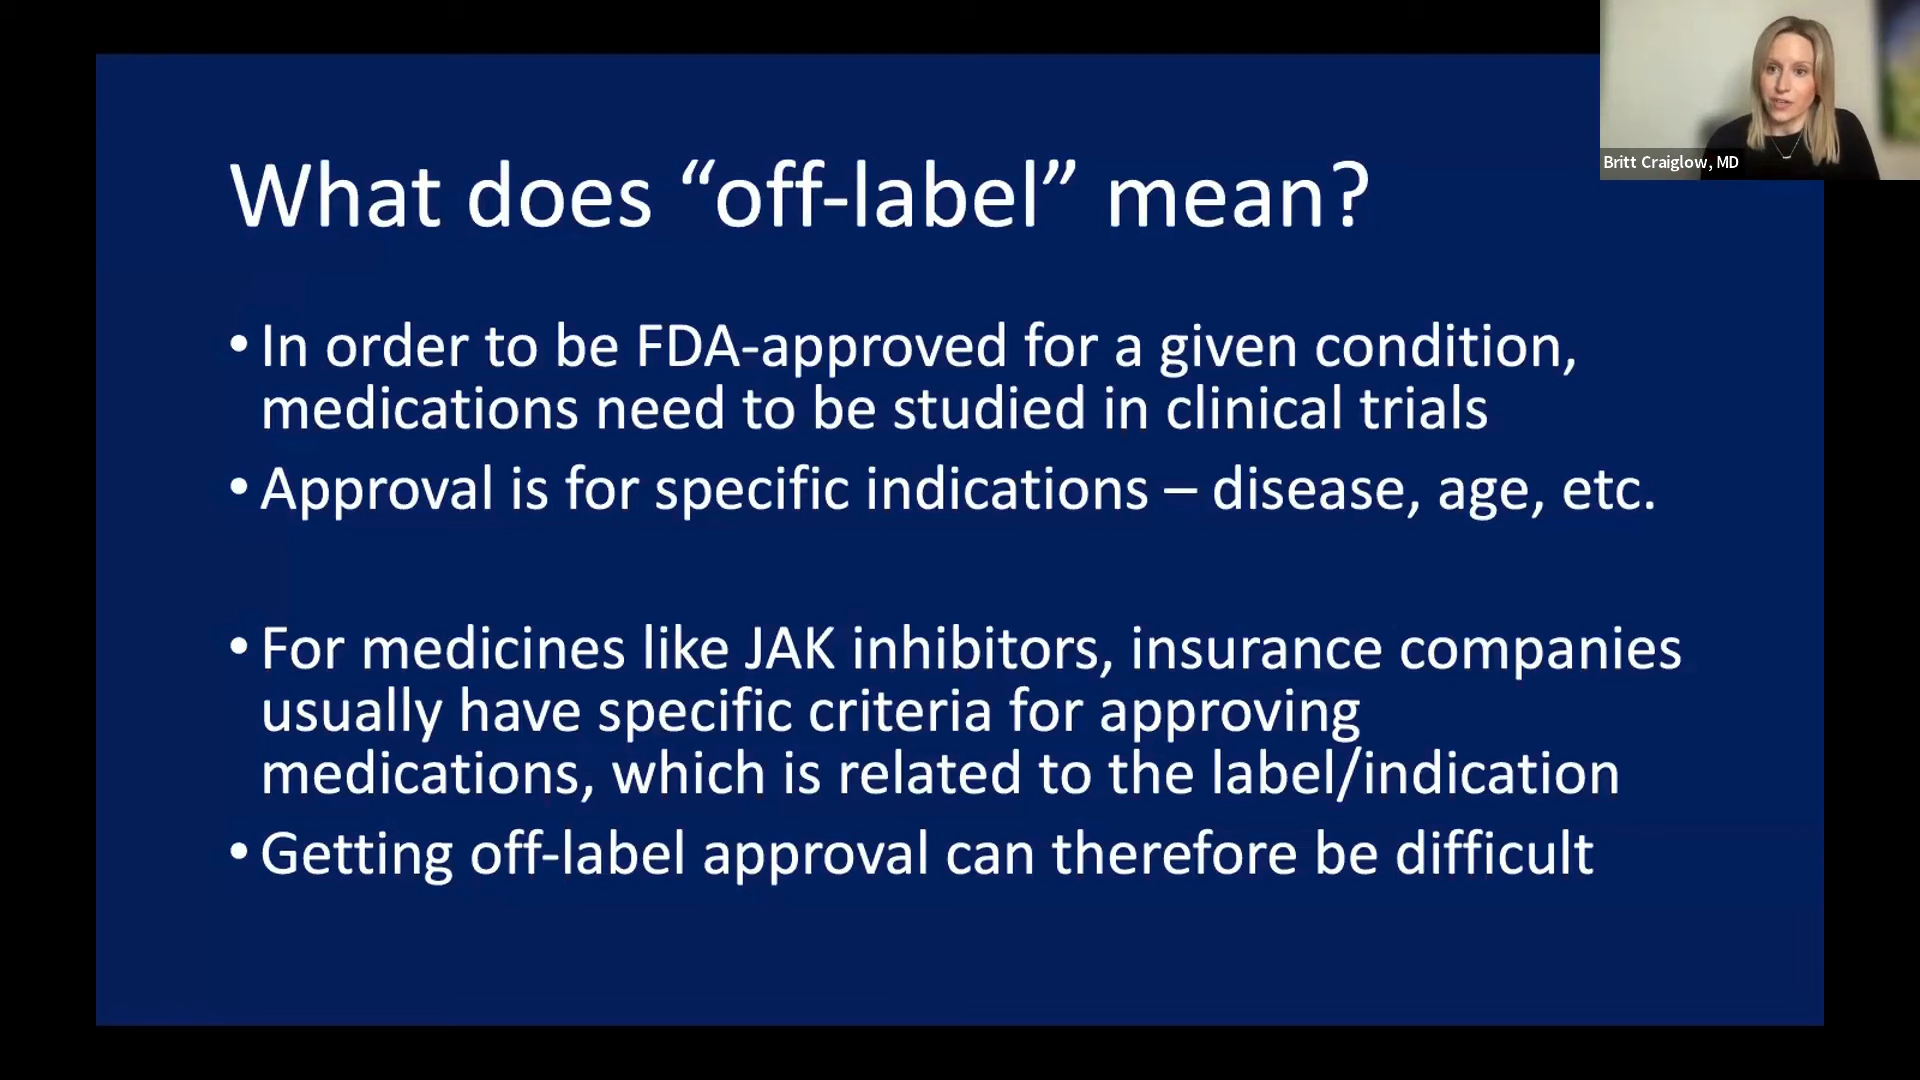 Britt Craiglow, MD
What does “off-label” mean?
• In order to be FDA-approved for a given condition,
medications need to be studied in clinical trials
• Approval is for specific indications – disease, age, etc.
• For medicines like JAK inhibitors, insurance companies
usually have specific criteria for approving
medications, which is related to the label/indication
• Getting off-label approval can therefore be difficult